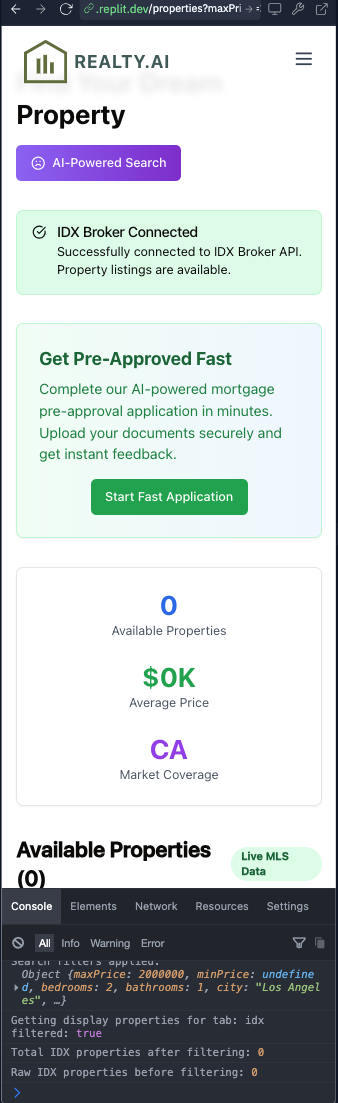 .replit.dev/properties?maxPri
REALTY.AI
Find Your Dream
Property
AI-Powered Search
IDX Broker Connected
Successfully connected to IDX Broker API.
Property listings are available.
Get Pre-Approved Fast
Complete our AI-powered mortgage
pre-approval application in minutes.
Upload your documents securely and
get instant feedback.
Start Fast Application
0
Available Properties
$0K
Average Price
CA
Market Coverage
Available Properties
(0)
Live MLS
Data
Console
Elements
Network
Resources
Settings
All
Info
Warning
Error
Search filters applied:
Object {maxPrice: 2000000, minPrice: undefine
d, bedrooms: 2, bathrooms: 1, city: "Los Angel
es", …}
Getting display properties for tab: idx
filtered: true
Total IDX properties after filtering: 0
Raw IDX properties before filtering: 0